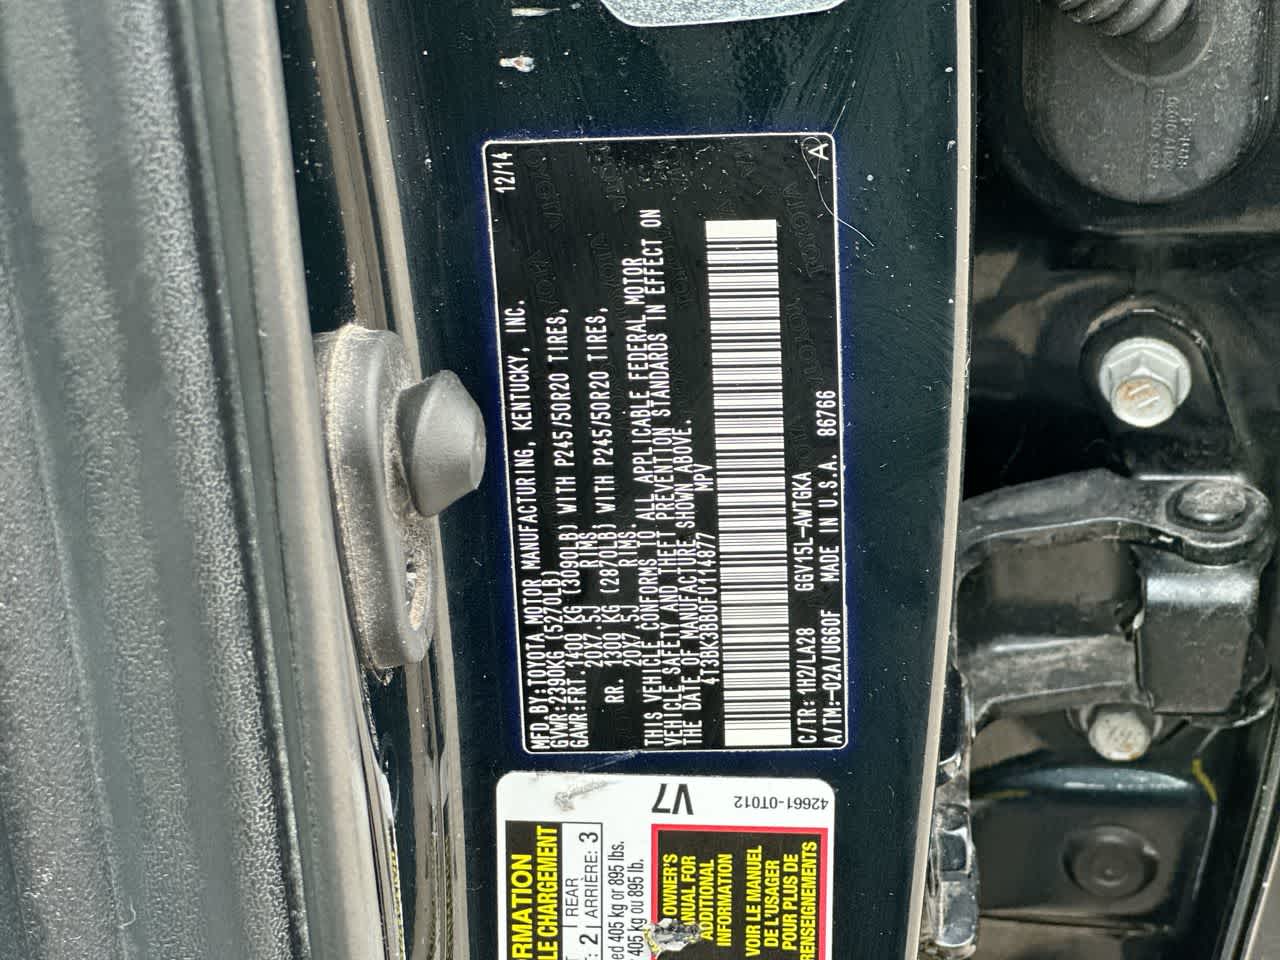 MFD. BY: TOYOTA MOTOR MANUFACTURING, KENTUCKY, INC. 12/14
GVWR: 2390KG (5270LB)
GAWR: FRT. 1400 KG (3090LB) WITH P245/50R20 TIRES,
20X7.5J RIMS
RR. 1300 KG (2870LB) WITH P245/50R20 TIRES,
20X7.5J RIMS.
THIS VEHICLE CONFORMS TO ALL APPLICABLE FEDERAL MOTOR
VEHICLE SAFETY AND THEFT PREVENTION STANDARDS IN EFFECT ON
THE DATE OF MANUFACTURE SHOWN ABOVE.
4T3BK3BB0FU114877 MPV
C/TR: 1H2/LA28 GGV15L-AWTGKA
A/TM:-02A/U660F MADE IN U.S.A. 86766 A
V7
42661-0T012
ORMATION
LE CHARGEMENT
: 2
REAR
ARRIÈRE: 3
ed 405 kg or 895 lbs.
405 kg ou 895 lb.
OWNER'S
MANUAL FOR
ADDITIONAL
INFORMATION
VOIR LE MANUEL
DE L'USAGER
POUR PLUS DE
RENSEIGNEMENTS